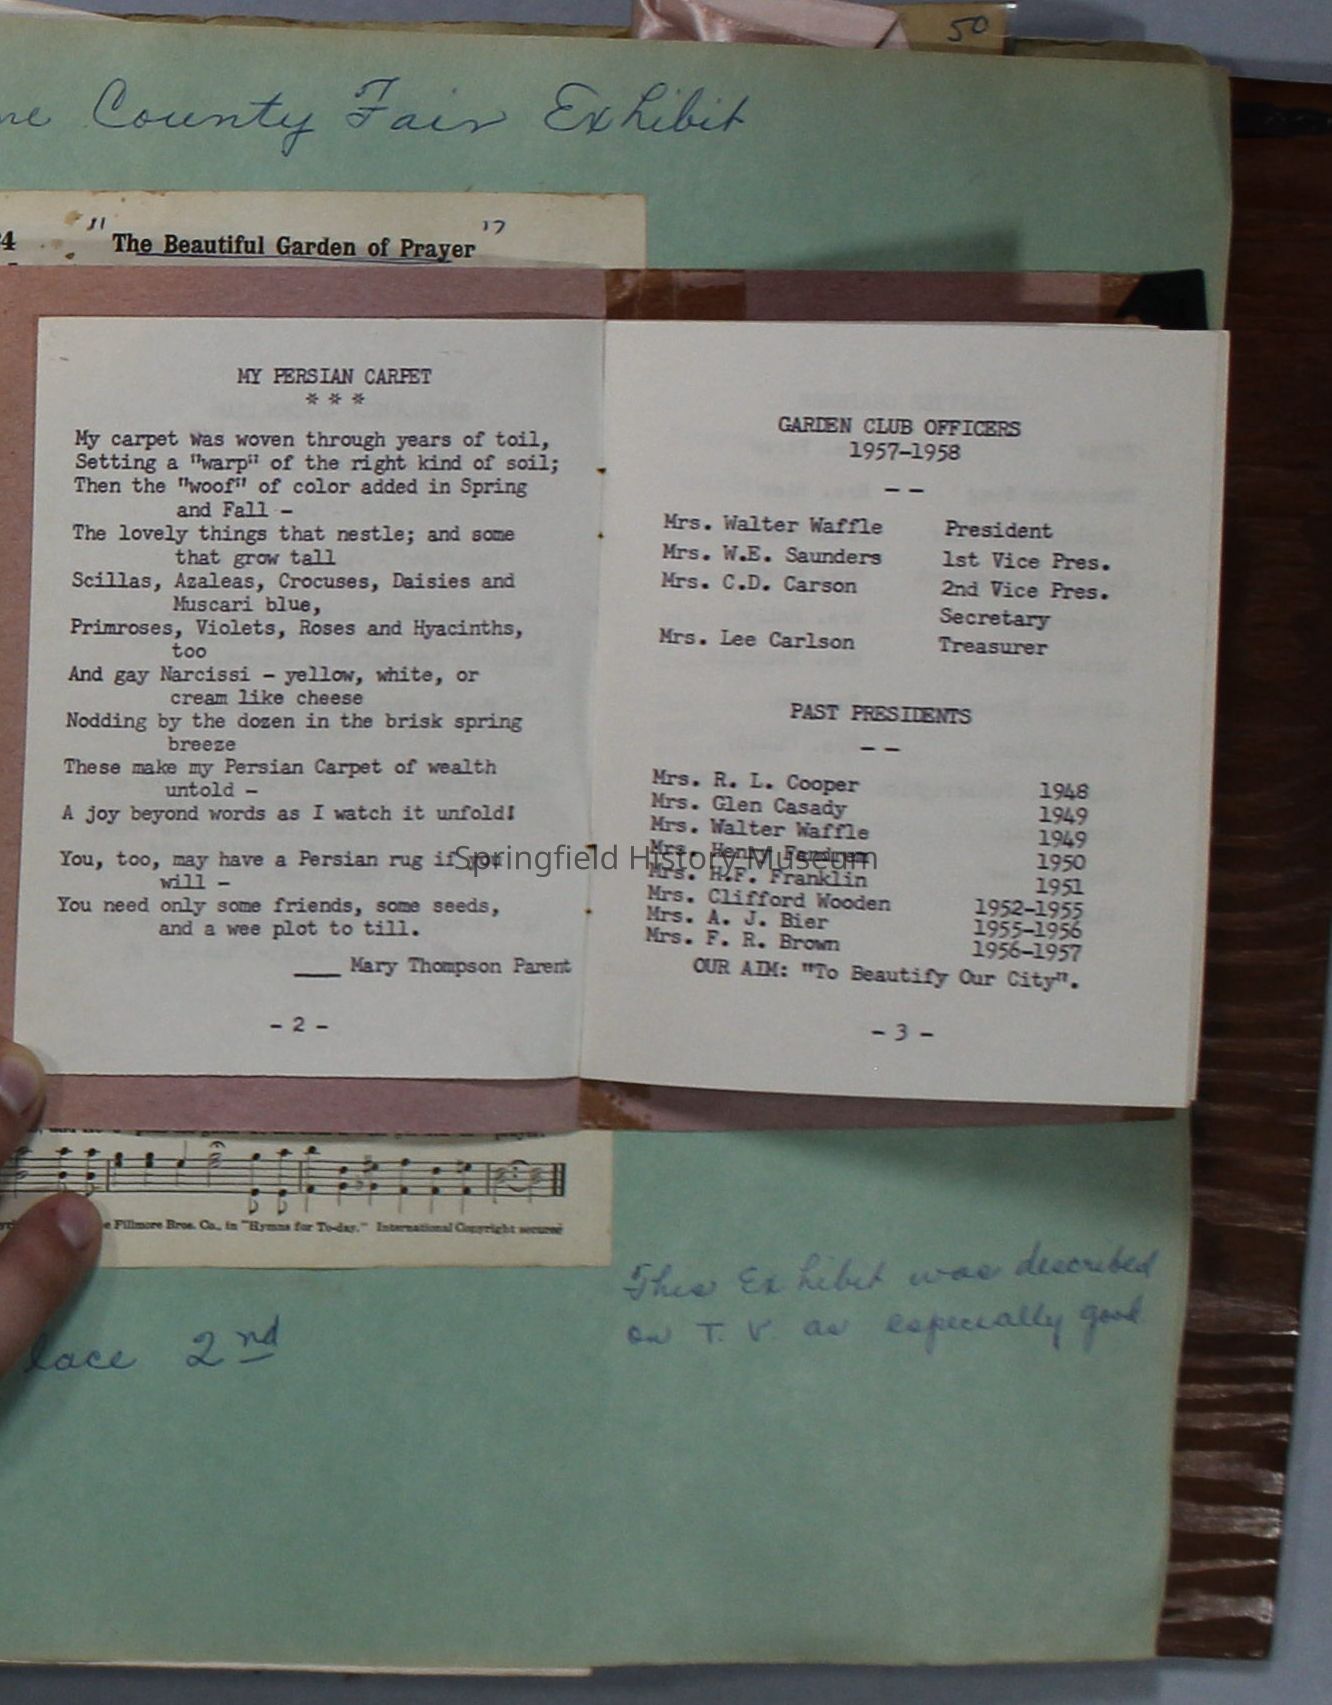 50
County Fair Exhibit
"The Beautiful Garden of Prayer"
MY PERSIAN CARPET
* * *
My carpet was woven through years of toil,
Setting a "warp" of the right kind of soil;
Then the "woof" of color added in Spring
and Fall -
The lovely things that nestle; and some
that grow tall
Scillas, Azaleas, Crocuses, Daisies and
Muscari blue,
Primroses, Violets, Roses and Hyacinths,
too
And gay Narcissi - yellow, white, or
cream like cheese
Nodding by the dozen in the brisk spring
breeze
These make my Persian Carpet of wealth
untold -
A joy beyond words as I watch it unfold!
You, too, may have a Persian rug if you
will -
You need only some friends, some seeds,
and a wee plot to till.
____ Mary Thompson Parent
- 2 -
GARDEN CLUB OFFICERS
1957-1958
- -
Mrs. Walter Waffle President
Mrs. W.E. Saunders 1st Vice Pres.
Mrs. C.D. Carson 2nd Vice Pres.
Secretary
Mrs. Lee Carlson Treasurer
PAST PRESIDENTS
- -
Mrs. R. L. Cooper 1948
Mrs. Glen Casady 1949
Mrs. Walter Waffle 1949
Mrs. Henry 1950
Mrs. H.F. Franklin 1951
Mrs. Clifford Wooden 1952-1955
Mrs. A. J. Bier 1955-1956
Mrs. F. R. Brown 1956-1957
OUR AIM: "To Beautify Our City".
- 3 -
Springfield History Museum
Fillmore Bros. Co., in "Hymns for To-day." International Copyright secured
This Exhibit was described
on T.V. as especially good
2nd